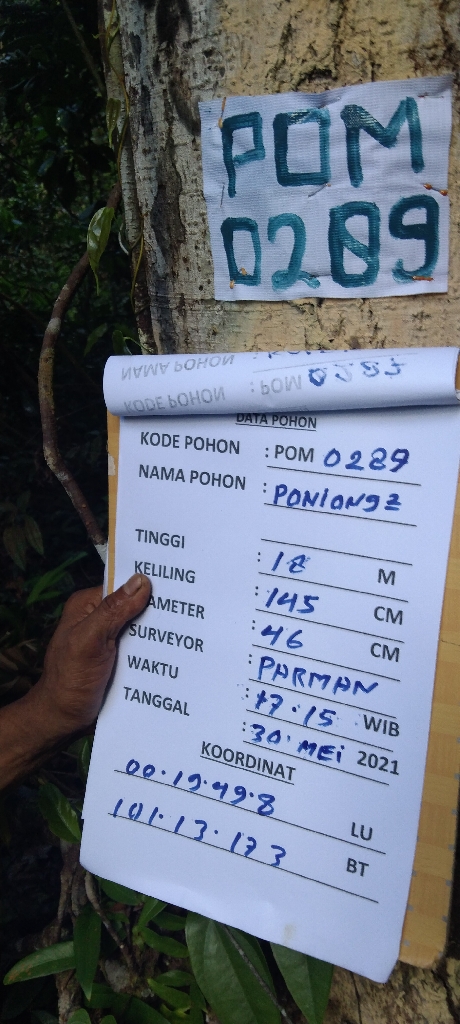 POM
0289
NAMA POHON :
KODE POHON : POM 0287
DATA POHON
KODE POHON : POM 0289
NAMA POHON : PONIONG2
TINGGI : 18 M
KELILING : 145 CM
AMETER : 46 CM
SURVEYOR : PARMAN
WAKTU : 17.15 WIB
TANGGAL : 30 MEi 2021
KOORDINAT
00.19.49.8 LU
101.13.173 BT